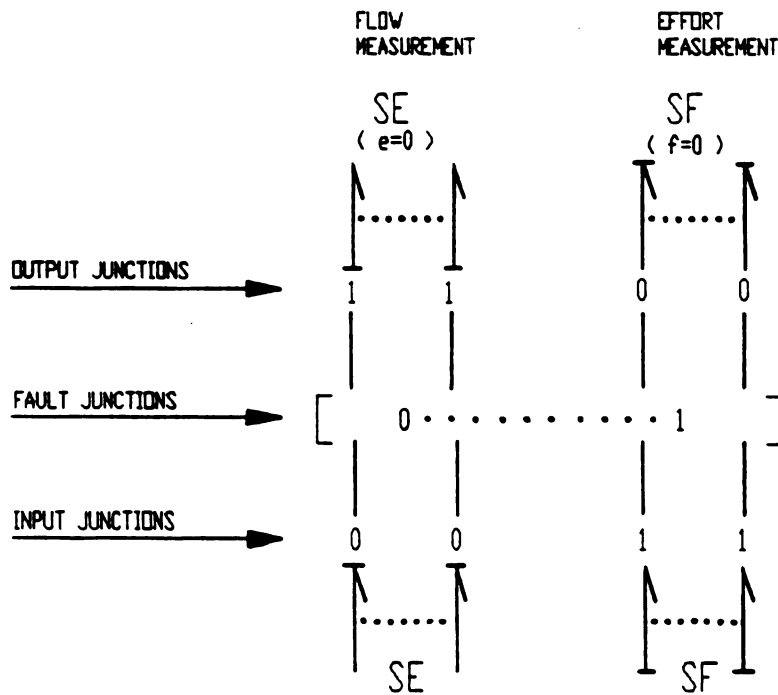 FLOW MEASUREMENT
EFFORT MEASUREMENT
SE
( e=0 )
SF
( f=0 )
OUTPUT JUNCTIONS
1 1 0 0
FAULT JUNCTIONS
[ 0 1 ]
INPUT JUNCTIONS
0 0 1 1
SE
SF